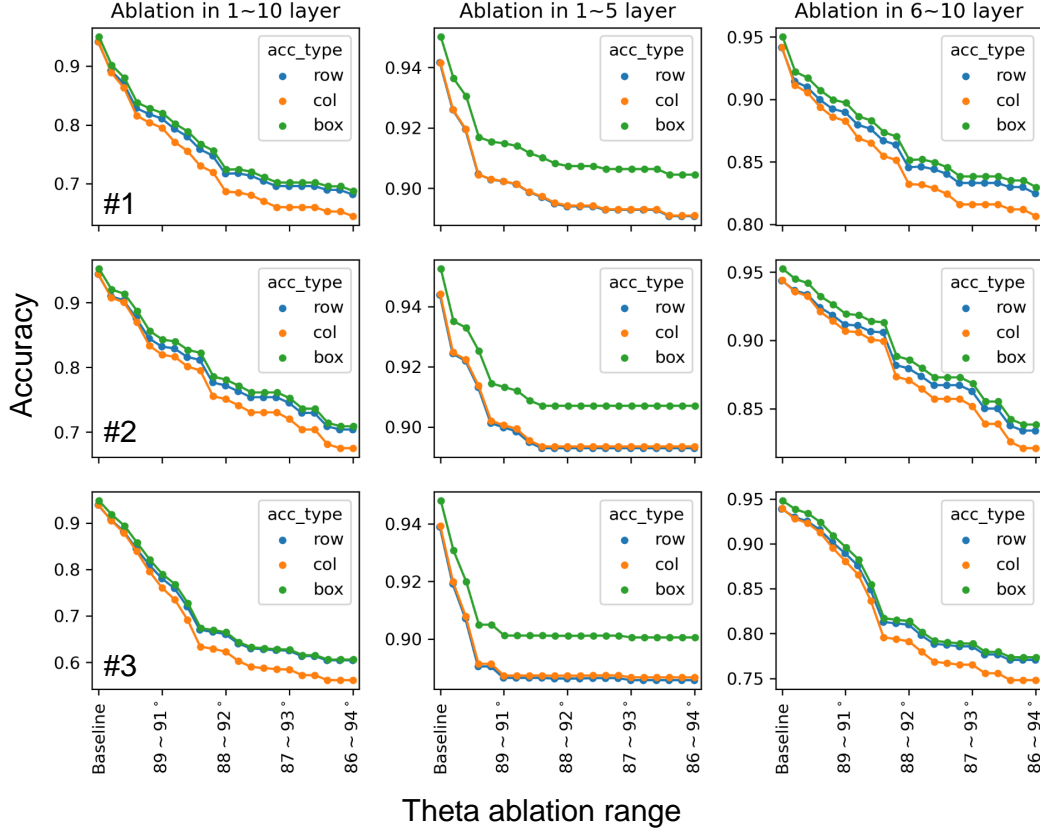 Ablation in 1~10 layer
Ablation in 1~5 layer
Ablation in 6~10 layer
0.9
0.8
0.7
acc_type
row
col
box
#1
0.94
0.92
0.90
acc_type
row
col
box
0.95
0.90
0.85
0.80
acc_type
row
col
box
Accuracy
0.9
0.8
0.7
acc_type
row
col
box
#2
0.94
0.92
0.90
acc_type
row
col
box
0.95
0.90
0.85
acc_type
row
col
box
0.9
0.8
0.7
0.6
acc_type
row
col
box
#3
0.94
0.92
0.90
acc_type
row
col
box
0.95
0.90
0.85
0.80
0.75
acc_type
row
col
box
Baseline
89 ~ 91°
88 ~ 92°
87 ~ 93°
86 ~ 94°
Baseline
89 ~ 91°
88 ~ 92°
87 ~ 93°
86 ~ 94°
Baseline
89 ~ 91°
88 ~ 92°
87 ~ 93°
86 ~ 94°
Theta ablation range